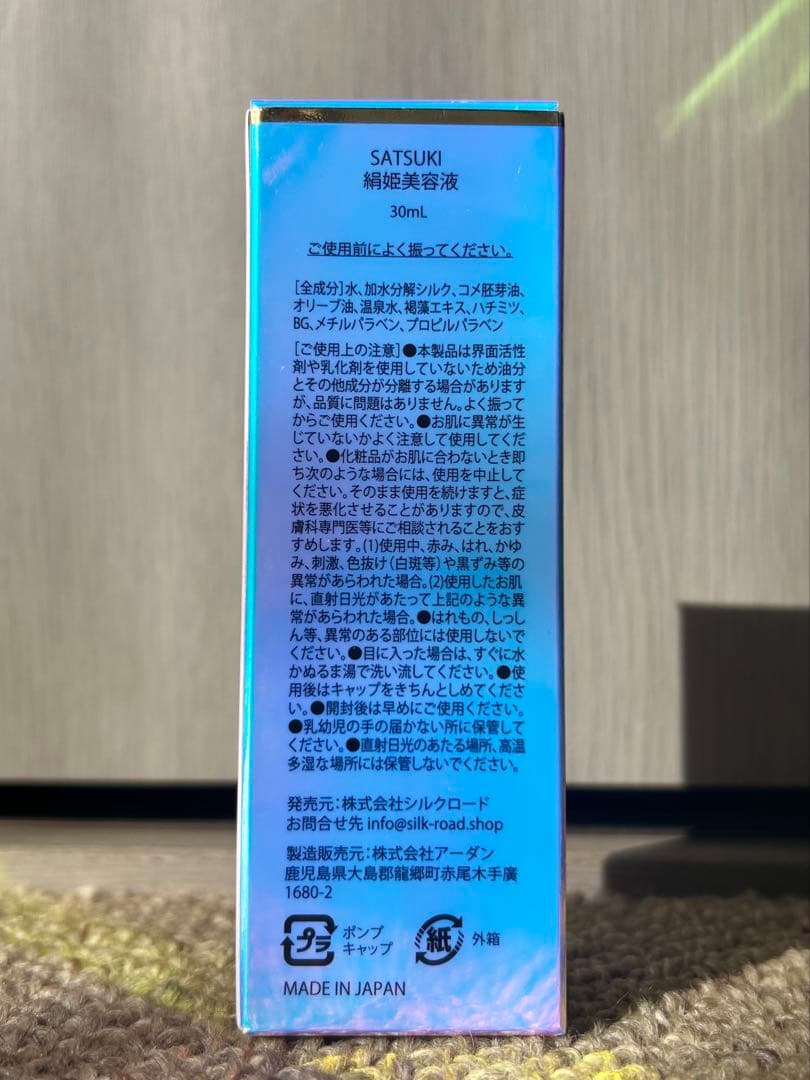 SATSUKI
絹姫美容液
30mL
ご使用前によく振ってください。
[全成分]水、加水分解シルク、コメ胚芽油、
オリーブ油、温泉水、褐藻エキス、ハチミツ、
BG、メチルパラベン、プロピルパラベン
[ご使用上の注意]●本製品は界面活性
剤や乳化剤を使用していないため油分
とその他成分が分離する場合があります
が、品質に問題はありません。よく振って
からご使用ください。●お肌に異常が生
じていないかよく注意して使用してくだ
さい。●化粧品がお肌に合わないとき即
ち次のような場合には、使用を中止して
ください。そのまま使用を続けますと、症
状を悪化させることがありますので、皮
膚科専門医等にご相談されることをおす
すめします。(1)使用中、赤み、はれ、かゆ
み、刺激、色抜け(白斑等)や黒ずみ等の
異常があらわれた場合。(2)使用したお肌
に、直射日光があたって上記のような異
常があらわれた場合。●はれもの、しっし
ん等、異常のある部位には使用しないで
ください。●目に入った場合は、すぐに水
かぬるま湯で洗い流してください。●使
用後はキャップをきちんとしめてくださ
い。●開封後は早めにご使用ください。
●乳幼児の手の届かない所に保管して
ください。●直射日光のあたる場所、高温
多湿な場所には保管しないでください。
発売元:株式会社シルクロード
お問合せ先 info@silk-road.shop
製造販売元:株式会社アーダン
鹿児島県大島郡龍郷町赤尾木手廣
1680-2
プラ ポンプ キャップ 紙 外箱
MADE IN JAPAN